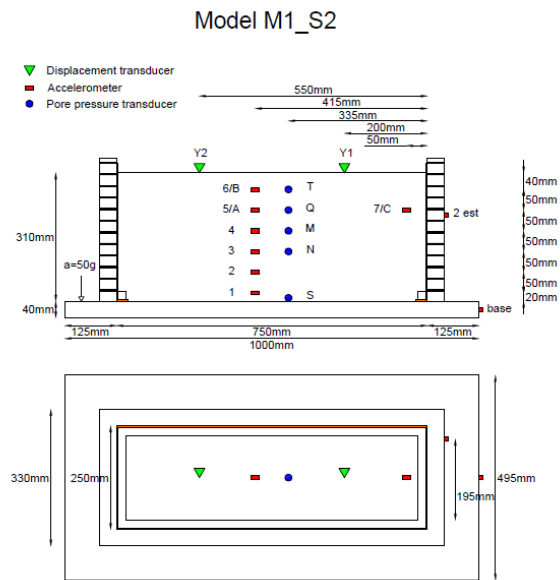 Model M1_S2
Displacement transducer
Accelerometer
Pore pressure transducer
550mm
415mm
335mm
200mm
50mm
Y2
Y1
6/B
T
5/A
Q
7/C
4
M
3
N
2
1
S
2 est
base
a=50g
310mm
40mm
40mm
50mm
50mm
50mm
50mm
50mm
20mm
125mm
750mm
125mm
1000mm
330mm
250mm
195mm
495mm